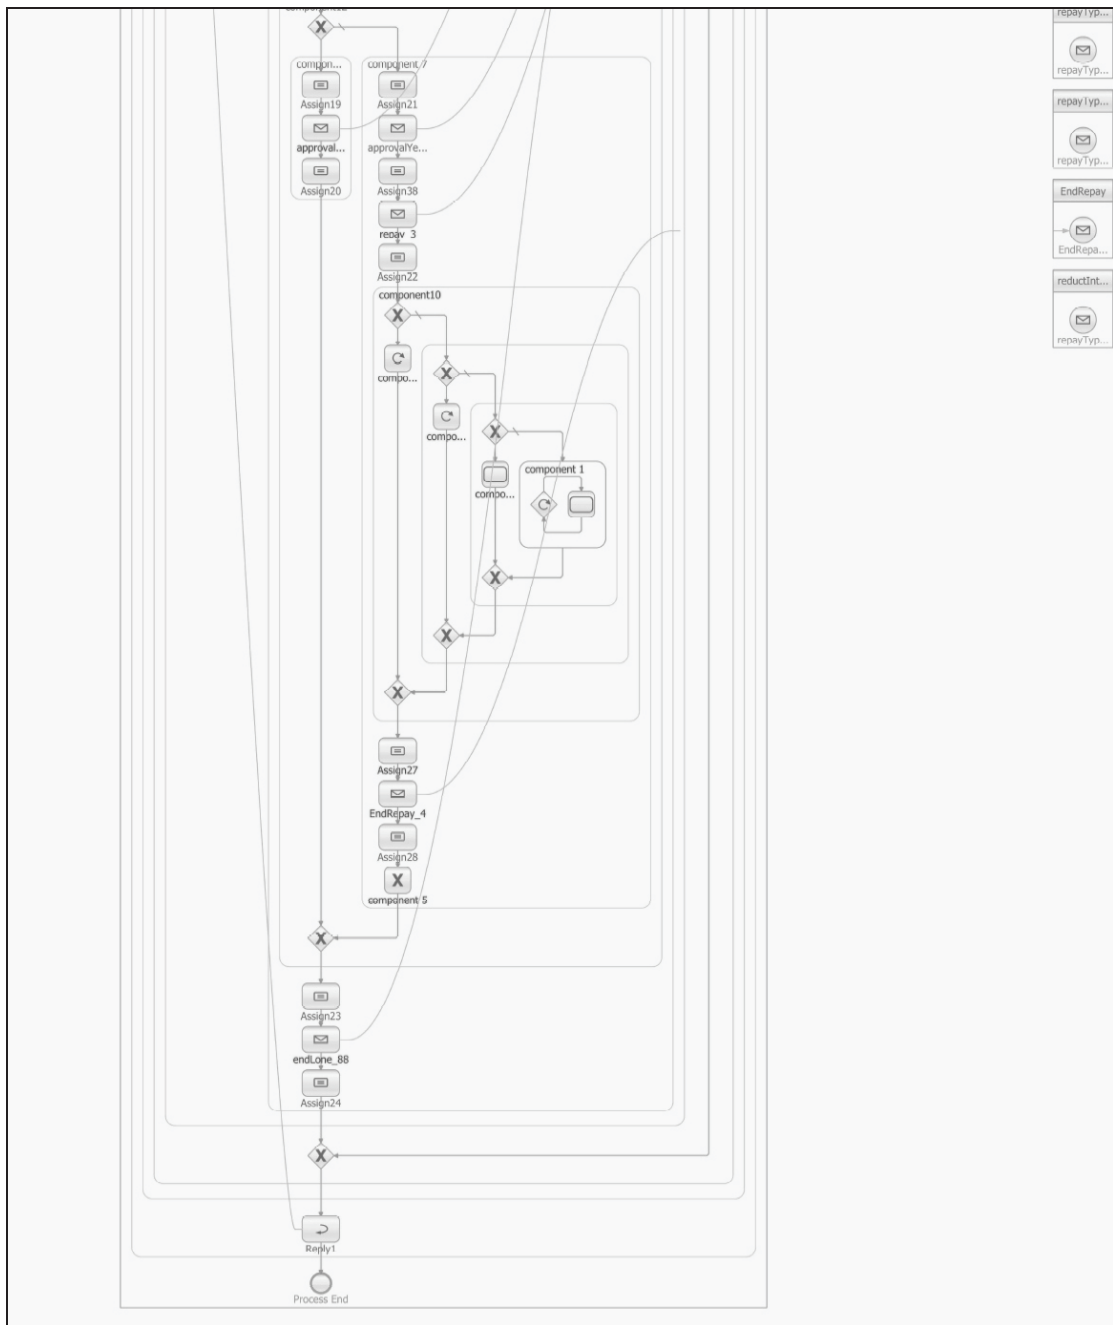 repayTyp...
repayTyp...
compon...
component 7
Assign19
Assign21
repayTyp...
repayTyp...
approval...
approvalYe...
Assign20
Assign38
EndRepay
EndRepa...
repay_3
Assign22
reductInt...
repayTyp...
component10
compo...
compo...
component 1
compo...
Assign27
EndRepay_4
Assign28
component 5
Assign23
endLone_88
Assign24
Reply1
Process End